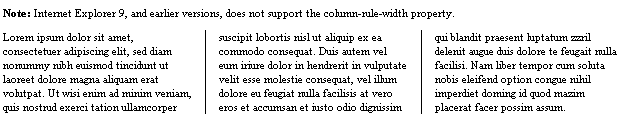 Note: Internet Explorer 9, and earlier versions, does not support the column-rule-width property.
Lorem ipsum dolor sit amet,
consectetuer adipiscing elit, sed diam
nonummy nibh euismod tincidunt ut
laoreet dolore magna aliquam erat
volutpat. Ut wisi enim ad minim veniam,
quis nostrud exerci tation ullamcorper
suscipit lobortis nisl ut aliquip ex ea
commodo consequat. Duis autem vel
eum iriure dolor in hendrerit in vulputate
velit esse molestie consequat, vel illum
dolore eu feugiat nulla facilisis at vero
eros et accumsan et iusto odio dignissim
qui blandit praesent luptatum zzril
delenit augue duis dolore te feugait nulla
facilisi. Nam liber tempor cum soluta
nobis eleifend option congue nihil
imperdiet doming id quod mazim
placerat facer possim assum.